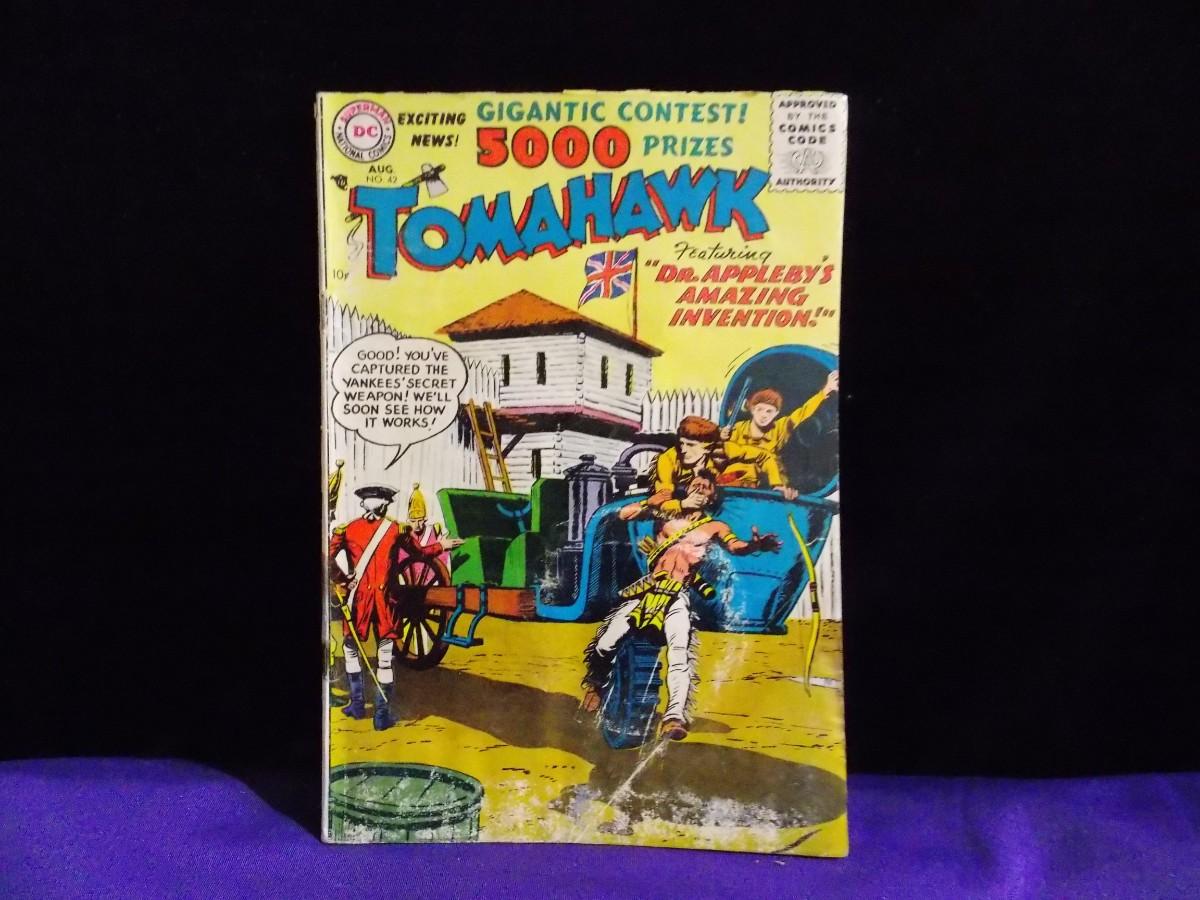 SUPERMAN
DC
NATIONAL COMICS
EXCITING
NEWS!
GIGANTIC CONTEST!
5000 PRIZES
APPROVED
BY THE
COMICS
CODE
AUTHORITY
AUG.
NO. 42
TOMAHAWK
10¢
Featuring
"DR. APPLEBY'S
AMAZING
INVENTION!"
GOOD! YOU'VE
CAPTURED THE
YANKEES' SECRET
WEAPON! WE'LL
SOON SEE HOW
IT WORKS!